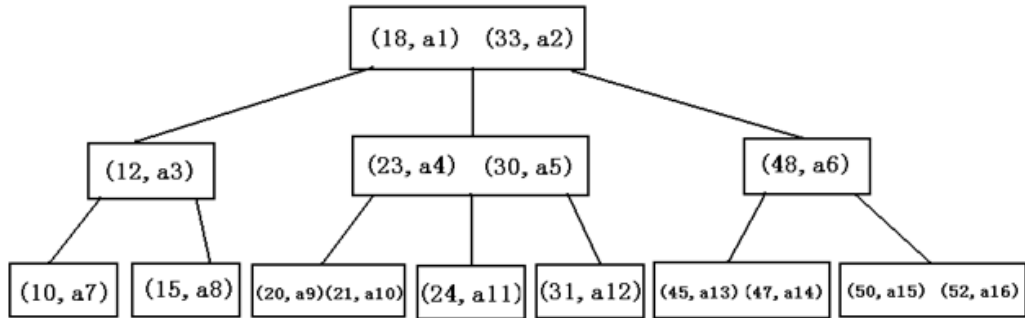 (18, a1) (33, a2)
(12, a3)
(23, a4) (30, a5)
(48, a6)
(10, a7)
(15, a8)
(20, a9)(21, a10)
(24, a11)
(31, a12)
(45, a13)(47, a14)
(50, a15) (52, a16)